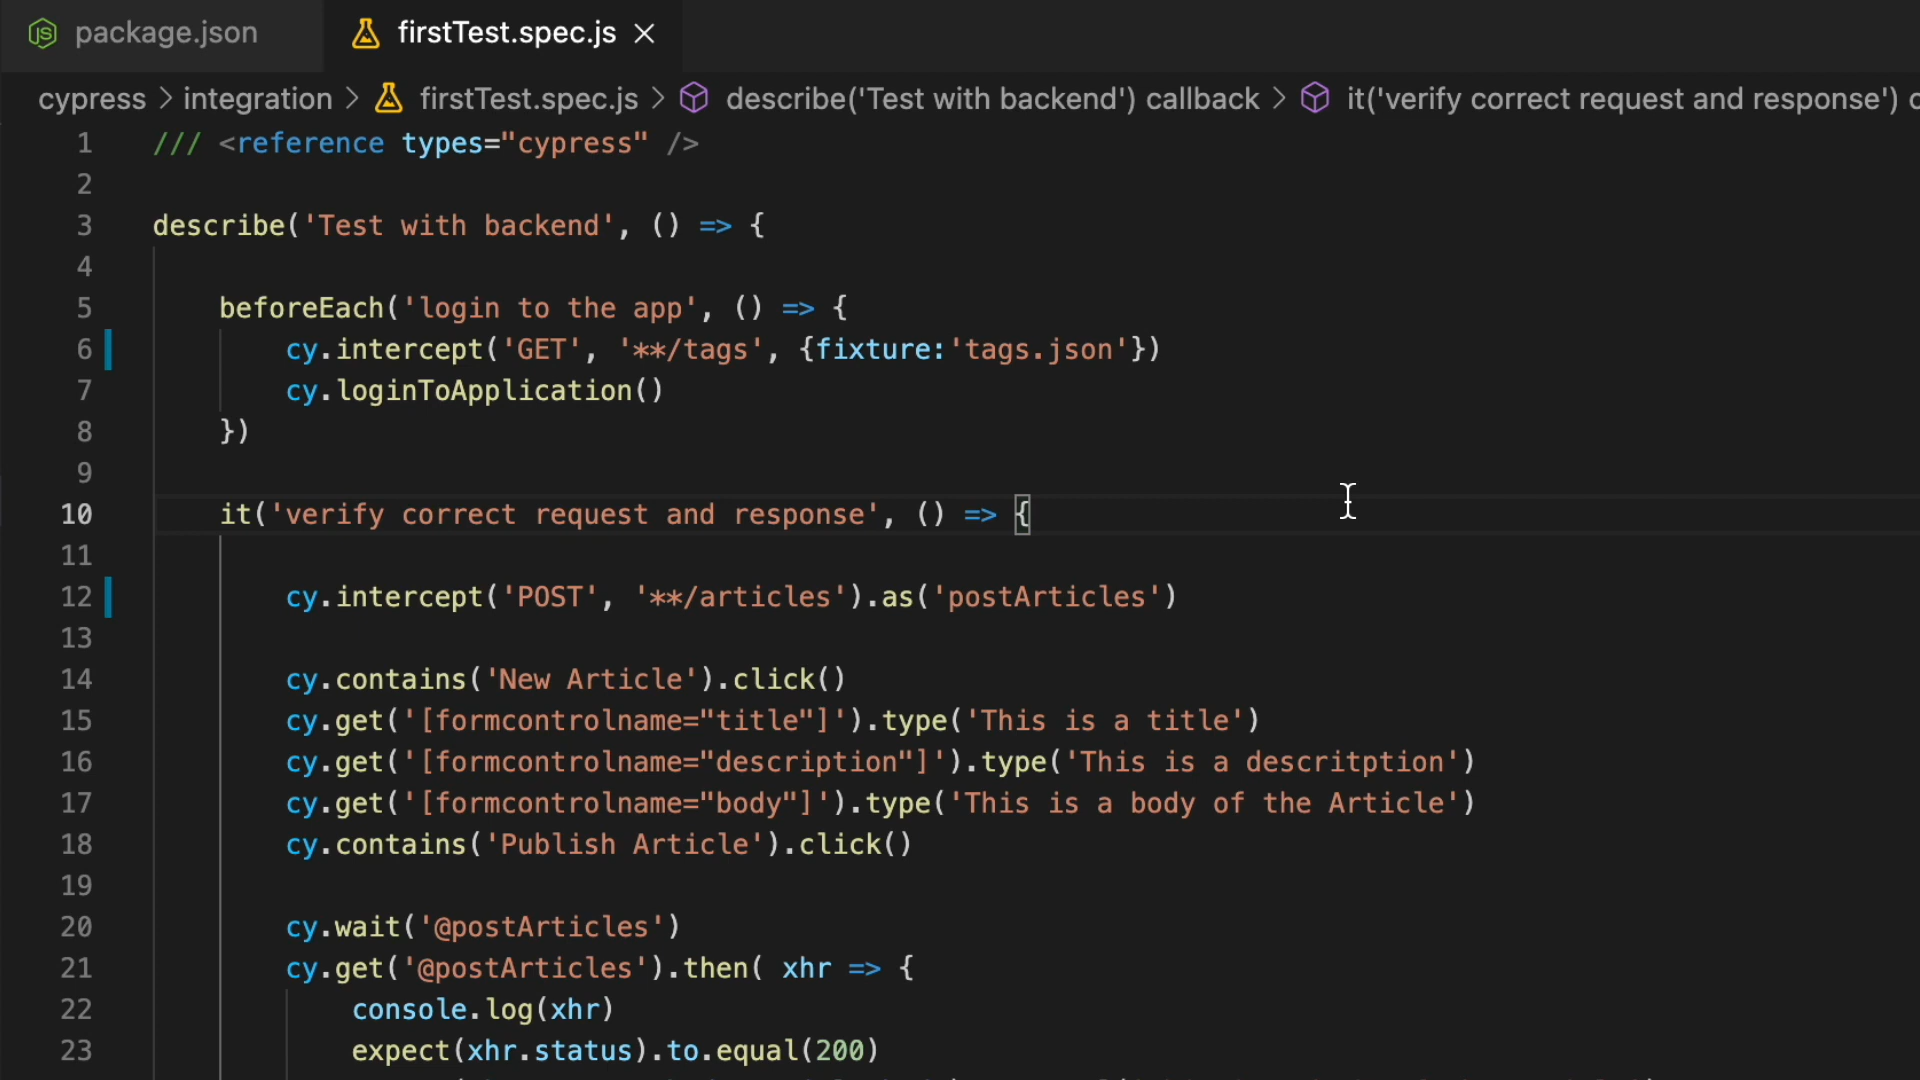 package.json firstTest.spec.js
cypress > integration > firstTest.spec.js > describe('Test with backend') callback > it('verify correct request and response') c
1 /// <reference types="cypress" />
2
3 describe('Test with backend', () => {
4
5 beforeEach('login to the app', () => {
6 cy.intercept('GET', '**/tags', {fixture:'tags.json'})
7 cy.loginToApplication()
8 })
9
10 it('verify correct request and response', () => {
11
12 cy.intercept('POST', '**/articles').as('postArticles')
13
14 cy.contains('New Article').click()
15 cy.get('[formcontrolname="title"]').type('This is a title')
16 cy.get('[formcontrolname="description"]').type('This is a descritption')
17 cy.get('[formcontrolname="body"]').type('This is a body of the Article')
18 cy.contains('Publish Article').click()
19
20 cy.wait('@postArticles')
21 cy.get('@postArticles').then( xhr => {
22 console.log(xhr)
23 expect(xhr.status).to.equal(200)